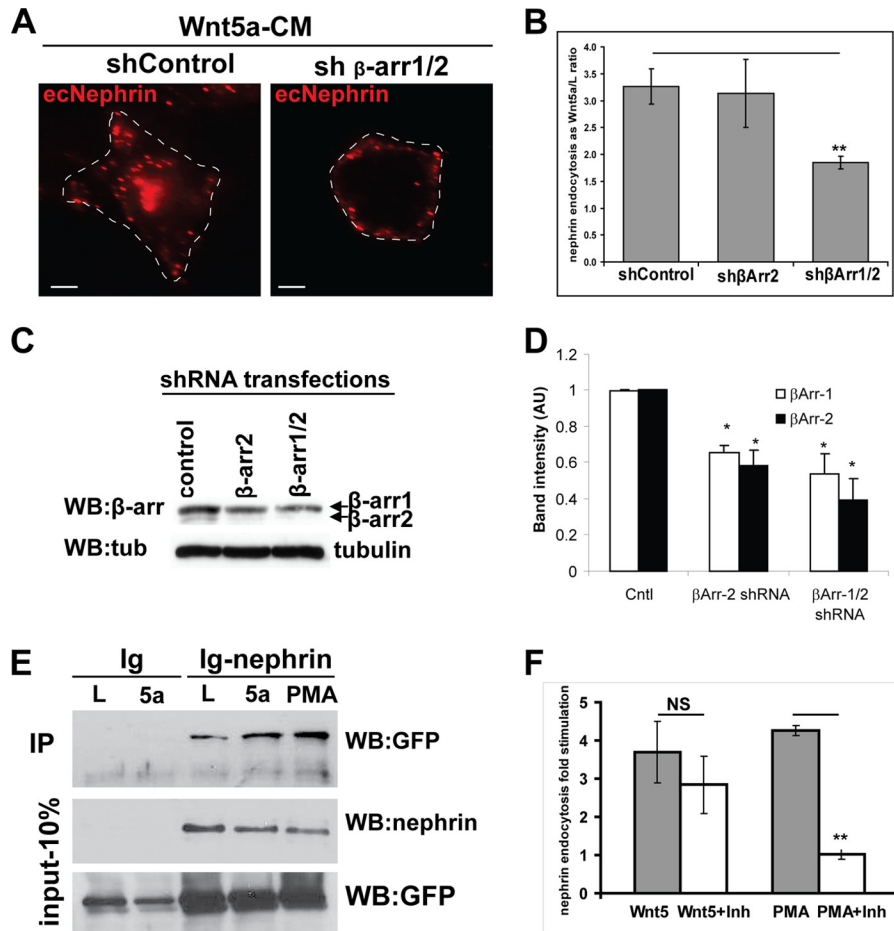 A
Wnt5a-CM
shControl
sh β-arr1/2
ecNephrin
ecNephrin
B
nephrin endocytosis as Wnt5a/L ratio
4.0
3.5
3.0
2.5
2.0
1.5
1.0
0.5
0.0
**
shControl
shβArr2
shβArr1/2
C
shRNA transfections
control
β-arr2
β-arr1/2
WB:β-arr
β-arr1
β-arr2
WB:tub
tubulin
D
Band intensity (AU)
1.2
1
0.8
0.6
0.4
0.2
0
βArr-1
βArr-2
* * * *
Cntl
βArr-2 shRNA
βArr-1/2
shRNA
E
Ig
Ig-nephrin
L 5a L 5a PMA
IP
WB:GFP
input-10%
WB:nephrin
WB:GFP
F
nephrin endocytosis fold stimulation
5
4
3
2
1
0
NS
**
Wnt5 Wnt5+Inh PMA PMA+Inh